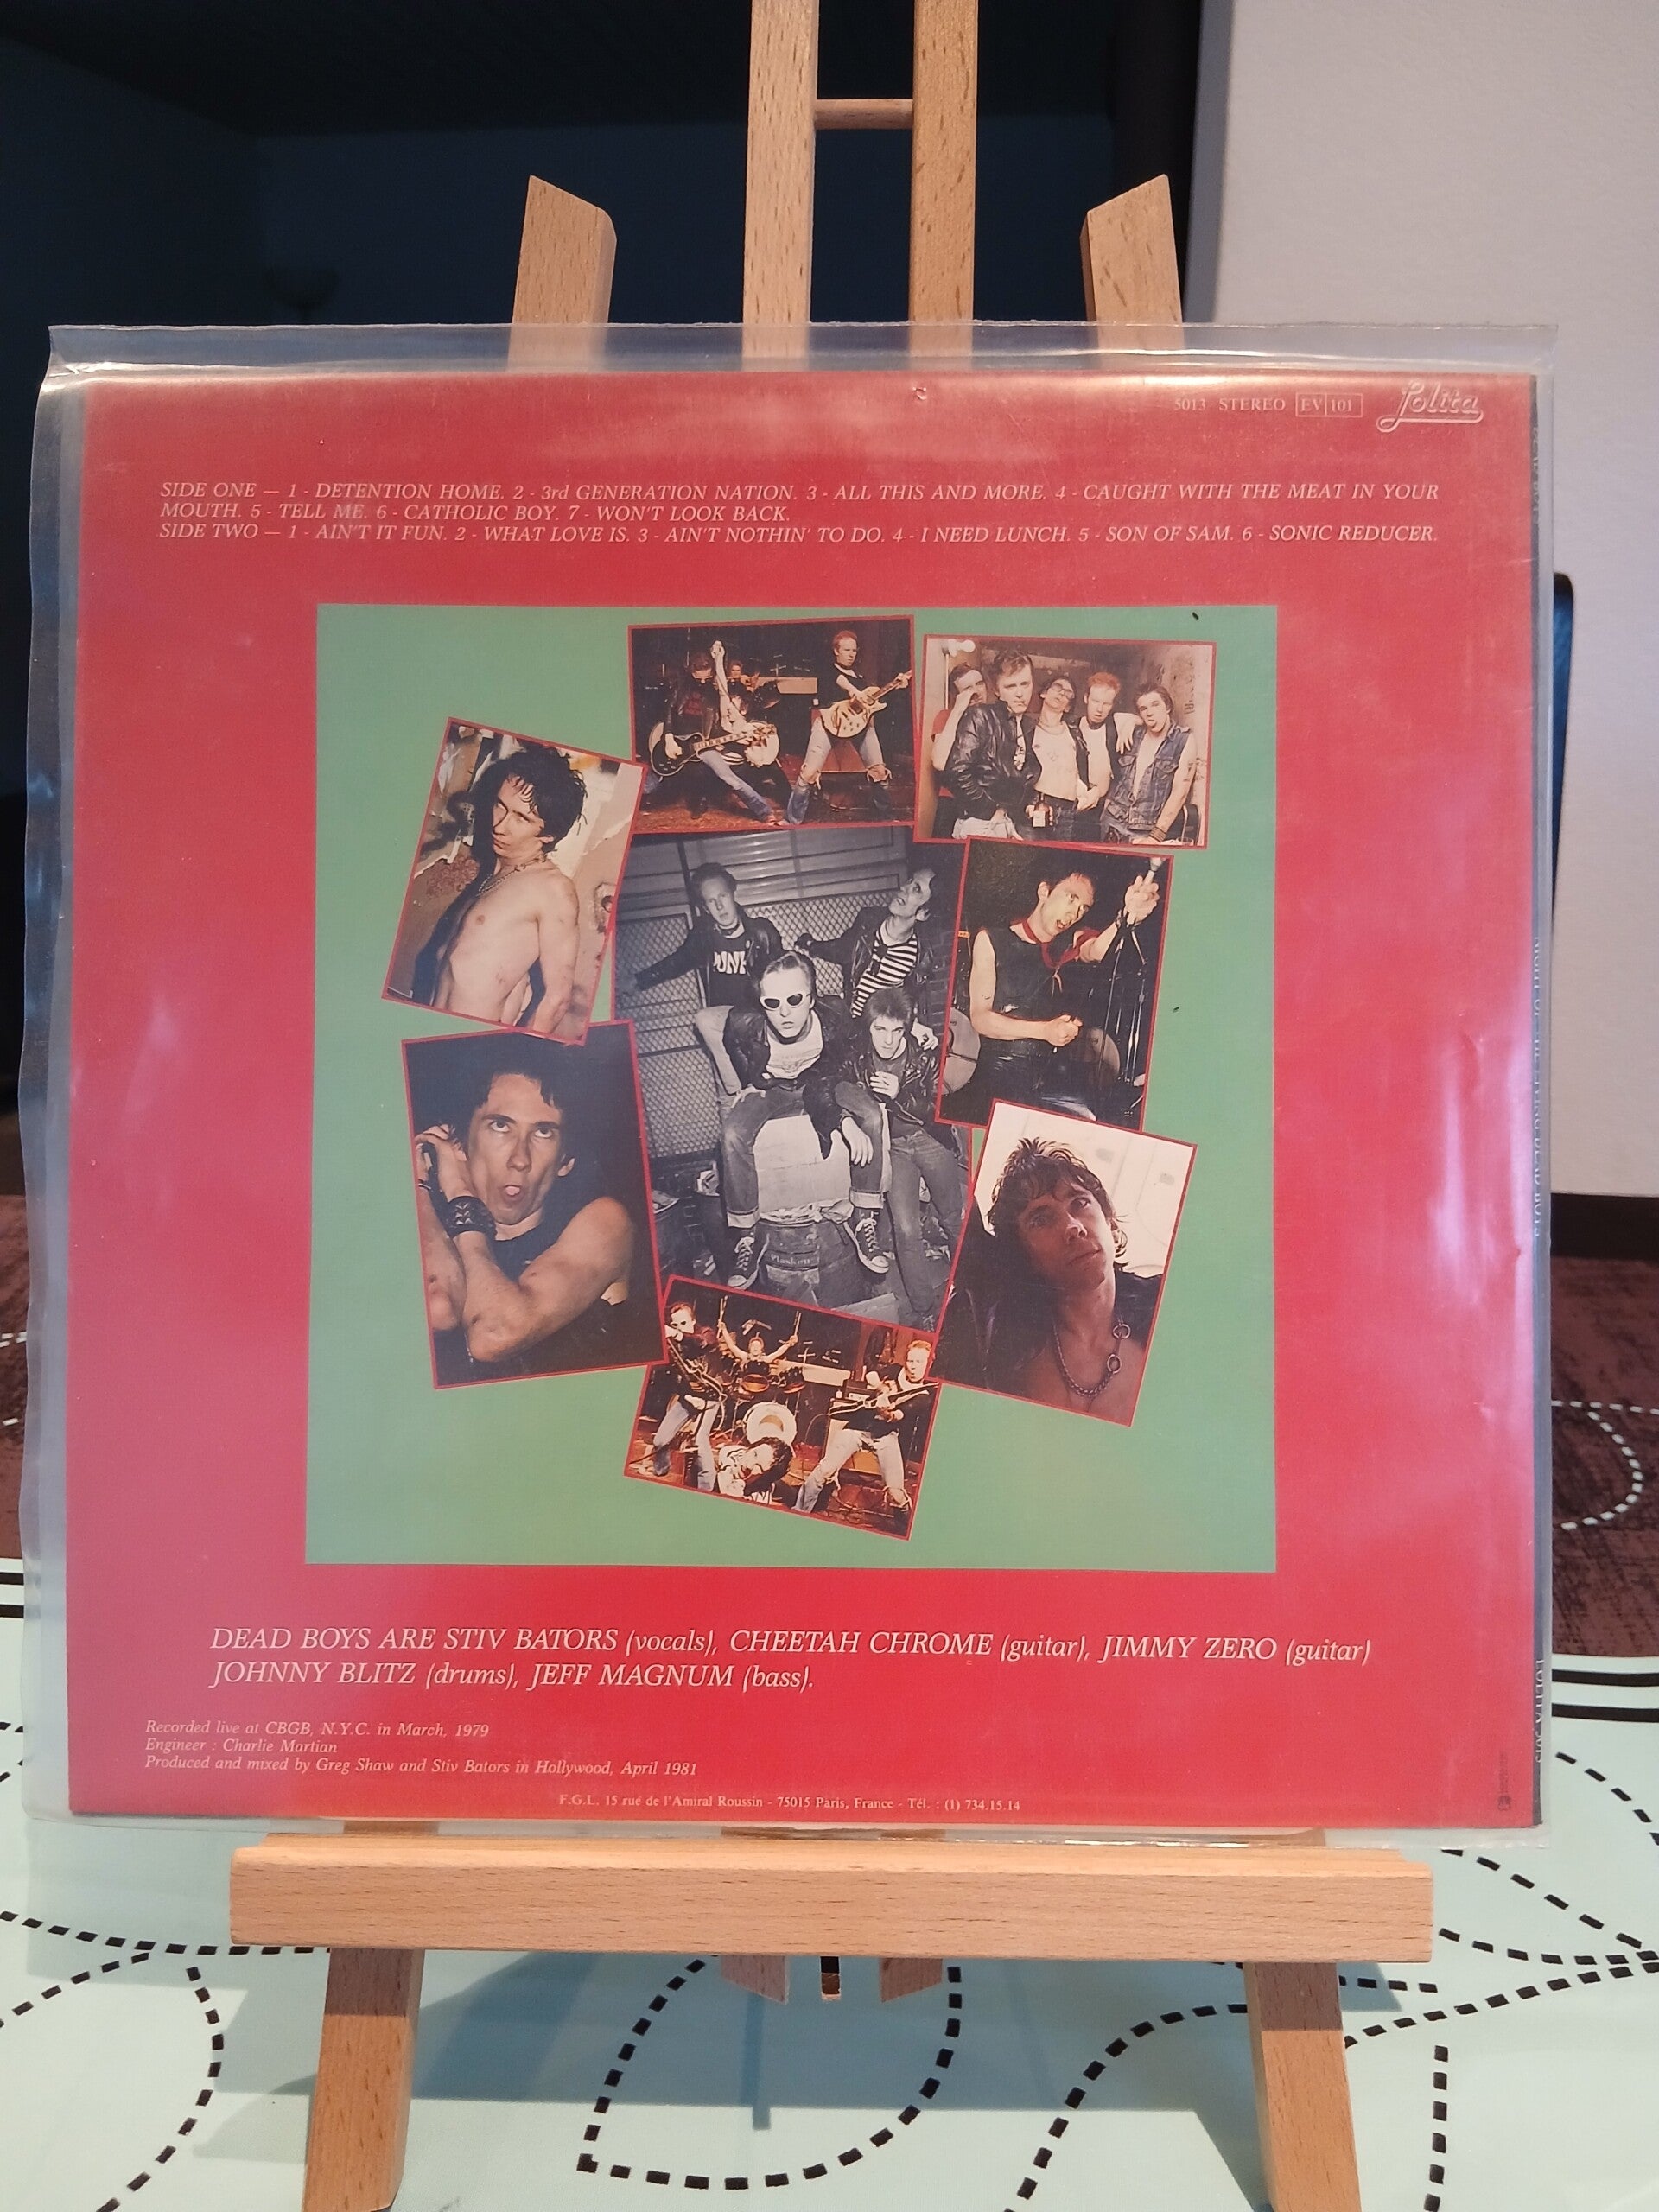 5013 STEREO EV 101 Lolita
SIDE ONE — 1 - DETENTION HOME. 2 - 3rd GENERATION NATION. 3 - ALL THIS AND MORE. 4 - CAUGHT WITH THE MEAT IN YOUR
MOUTH. 5 - TELL ME. 6 - CATHOLIC BOY. 7 - WON'T LOOK BACK.
SIDE TWO — 1 - AIN'T IT FUN. 2 - WHAT LOVE IS. 3 - AIN'T NOTHIN' TO DO. 4 - I NEED LUNCH. 5 - SON OF SAM. 6 - SONIC REDUCER.
PUNK
DEAD BOYS ARE STIV BATORS (vocals), CHEETAH CHROME (guitar), JIMMY ZERO (guitar)
JOHNNY BLITZ (drums), JEFF MAGNUM (bass).
Recorded live at CBGB, N.Y.C. in March, 1979
Engineer : Charlie Martian
Produced and mixed by Greg Shaw and Stiv Bators in Hollywood, April 1981
F.G.L. 15 rue de l'Amiral Roussin - 75015 Paris, France - Tél. : (1) 734.15.14